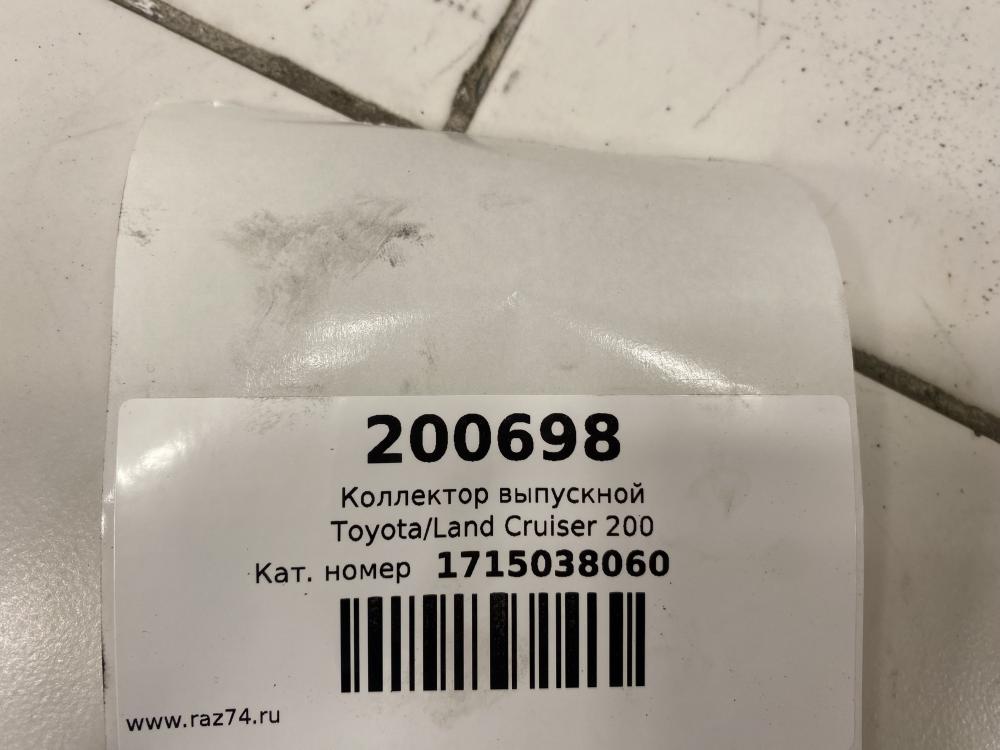 200698
Коллектор выпускной
Toyota/Land Cruiser 200
Кат. номер 1715038060
www.raz74.ru